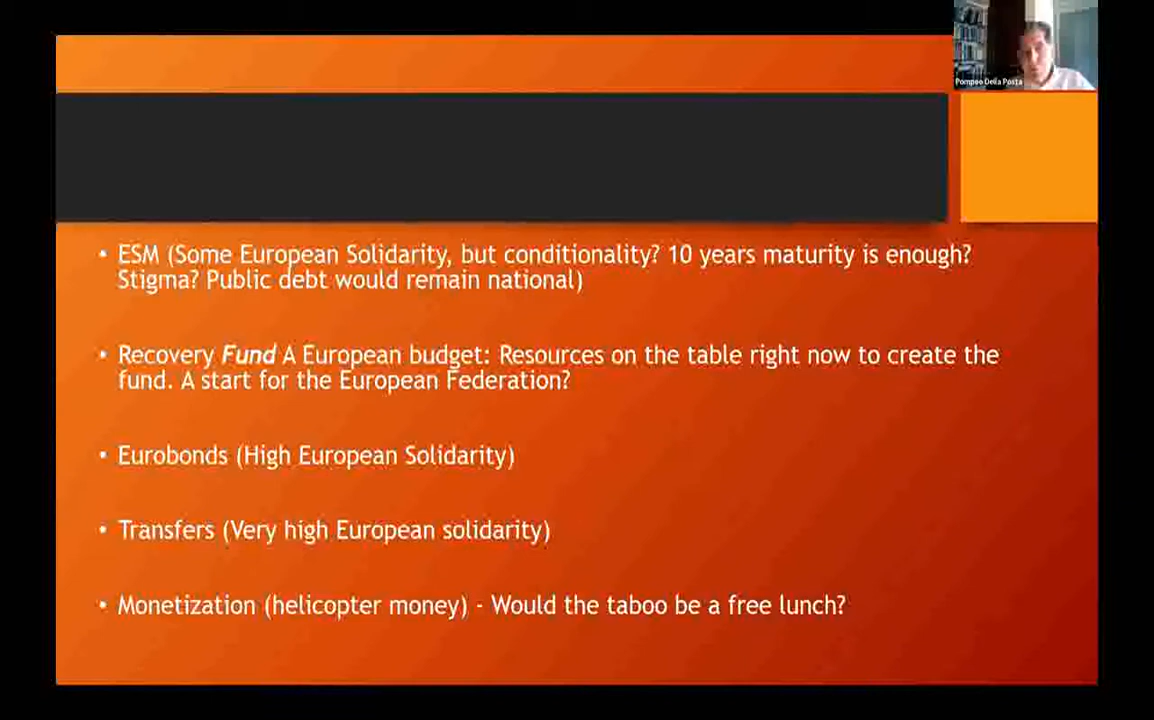 Pompeo Della Posta
• ESM (Some European Solidarity, but conditionality? 10 years maturity is enough?
Stigma? Public debt would remain national)
• Recovery Fund A European budget: Resources on the table right now to create the
fund. A start for the European Federation?
• Eurobonds (High European Solidarity)
• Transfers (Very high European solidarity)
• Monetization (helicopter money) - Would the taboo be a free lunch?